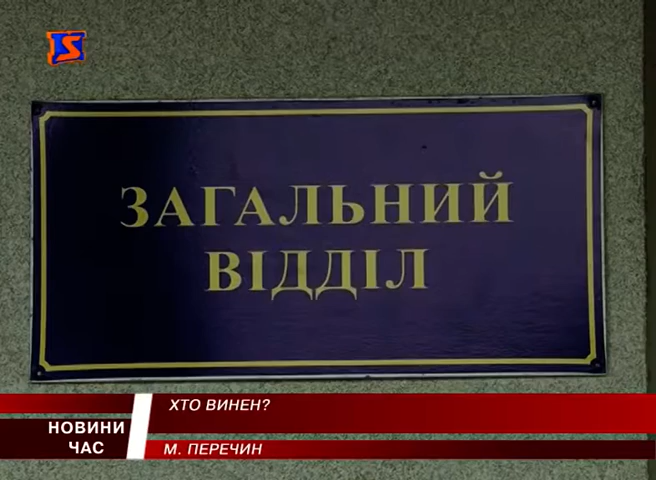 ЗАГАЛЬНИЙ
ВІДДІЛ
ХТО ВИНЕН?
НОВИНИ
ЧАС
М. ПЕРЕЧИН